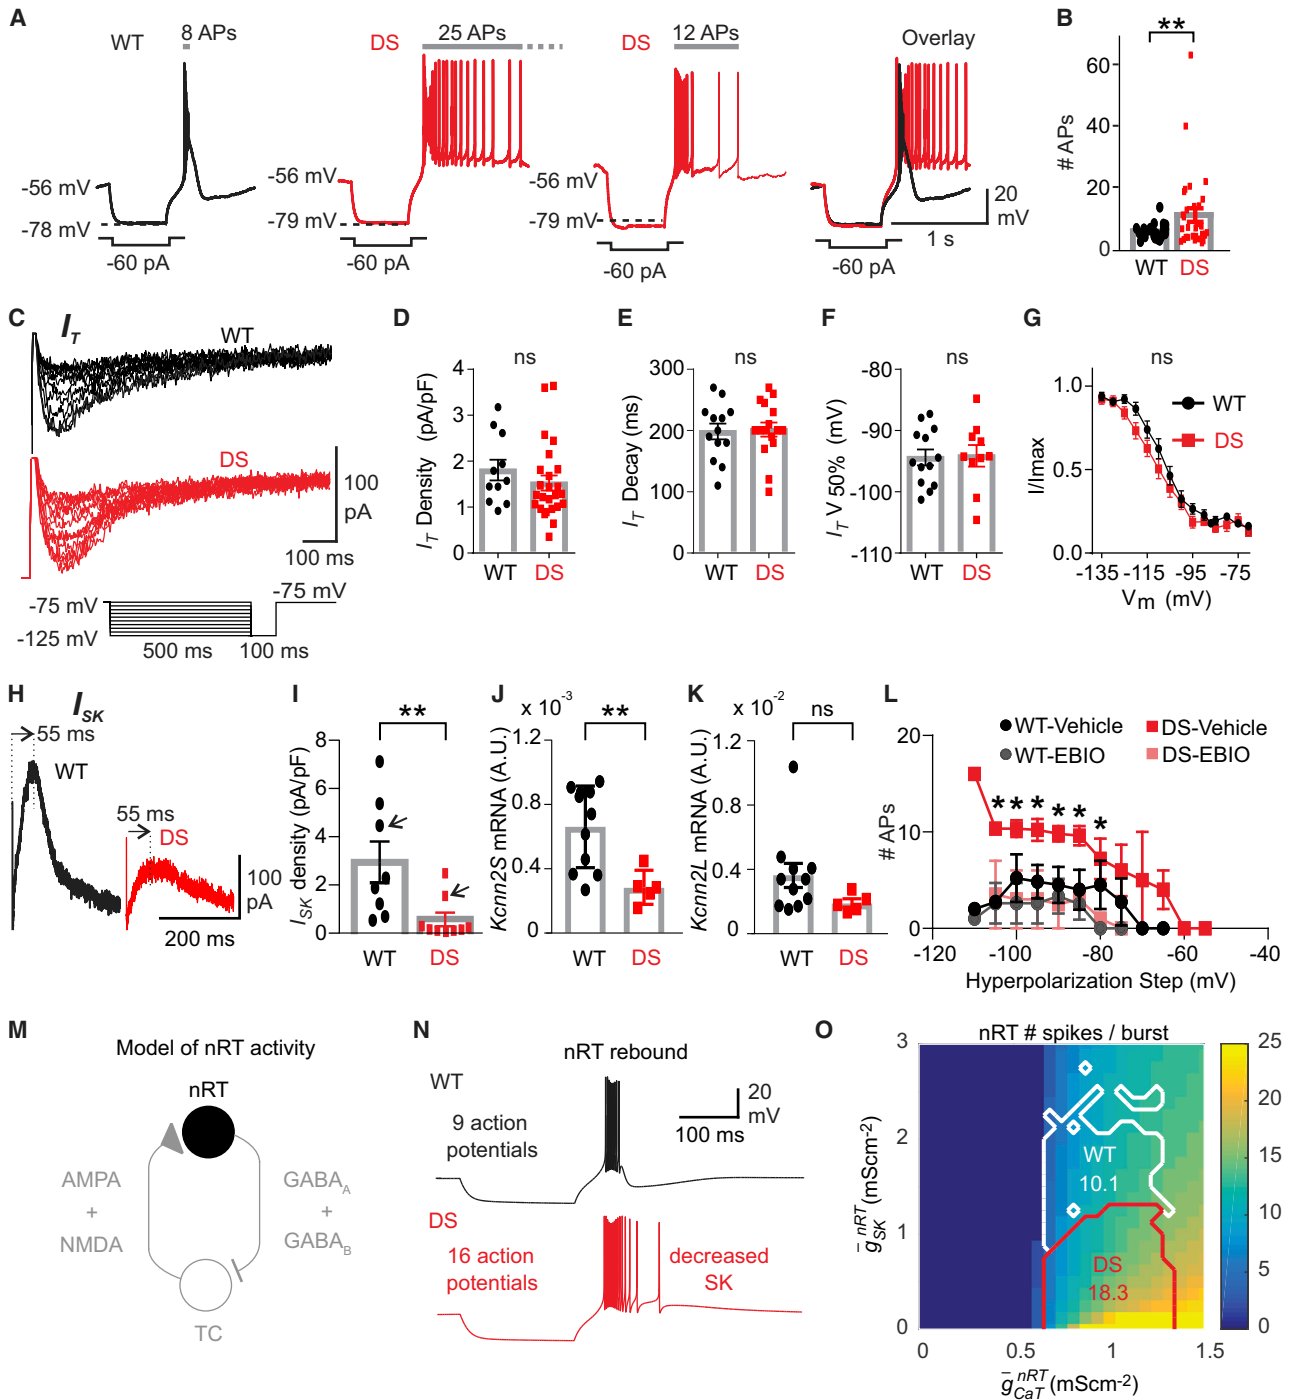 A
WT
8 APs
DS
25 APs
DS
12 APs
Overlay
-56 mV
-78 mV
-60 pA
-56 mV
-79 mV
-60 pA
-56 mV
-79 mV
-60 pA
-60 pA
20
mV
1 s
B
**
# APs
60
40
20
0
WT
DS
C
I_T
WT
DS
100
pA
100 ms
-75 mV
-125 mV
500 ms
100 ms
-75 mV
D
ns
I_T Density (pA/pF)
4
3
2
1
0
WT
DS
E
ns
I_T Decay (ms)
300
200
100
0
WT
DS
F
ns
I_T V 50% (mV)
-80
-90
-100
-110
WT
DS
G
ns
I/Imax
1.0
0.5
0.0
WT
DS
-135
-115
-95
-75
V_m (mV)
H
I_SK
55 ms
WT
55 ms
DS
100
pA
200 ms
I
**
I_SK density (pA/pF)
8
6
4
2
0
WT
DS
J
x 10^-3
**
Kcnn2S mRNA (A.U.)
1.2
0.8
0.4
0
WT
DS
K
x 10^-2
ns
Kcnn2L mRNA (A.U.)
1.2
0.8
0.4
0
WT
DS
L
WT-Vehicle
DS-Vehicle
WT-EBIO
DS-EBIO
# APs
20
10
0
* * * * * *
-120
-100
-80
-60
-40
Hyperpolarization Step (mV)
M
Model of nRT activity
nRT
AMPA
+
NMDA
GABA_A
+
GABA_B
TC
N
nRT rebound
WT
9 action
potentials
20
mV
100 ms
DS
16 action
potentials
decreased
SK
O
nRT # spikes / burst
3
2
1
0
g̅_SK^nRT (mScm-2)
WT
10.1
DS
18.3
0
0.5
1
1.5
g̅_CaT^nRT (mScm-2)
25
20
15
10
5
0